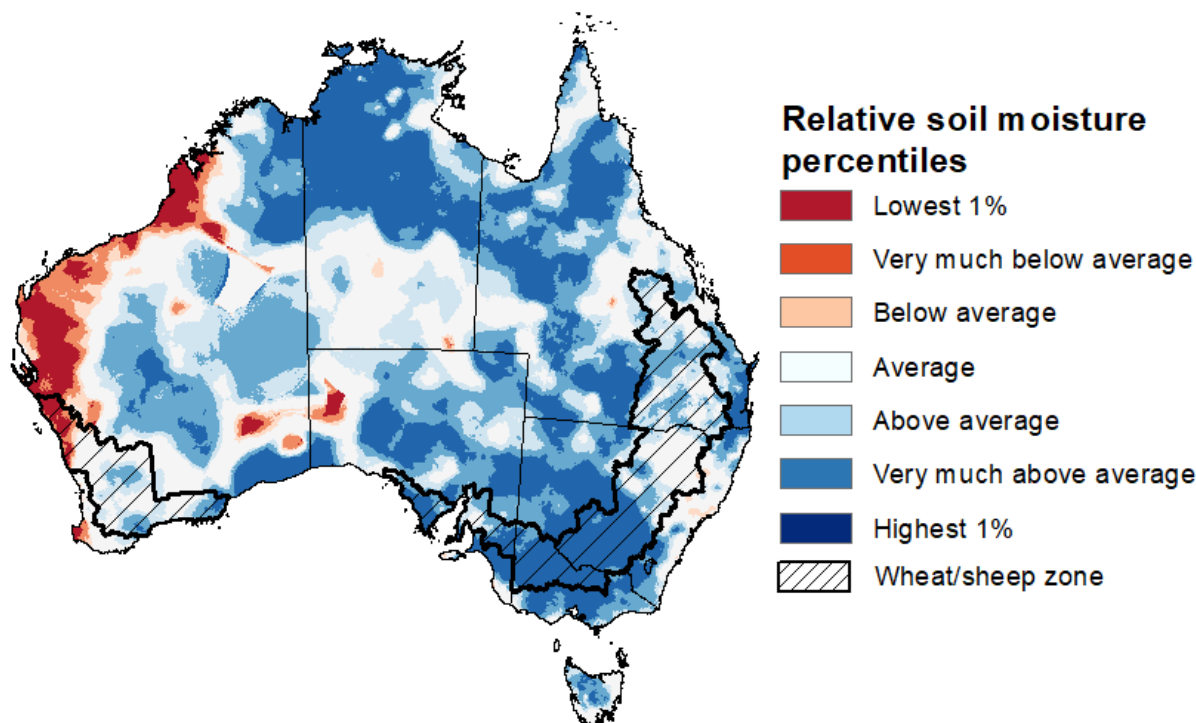 Relative soil moisture
percentiles
Lowest 1%
Very much below average
Below average
Average
Above average
Very much above average
Highest 1%
Wheat/sheep zone